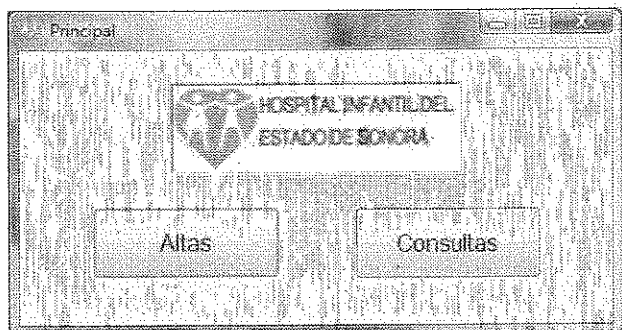 Principal
HOSPITAL INFANTIL DEL
ESTADO DE SONORA
Altas
Consultas